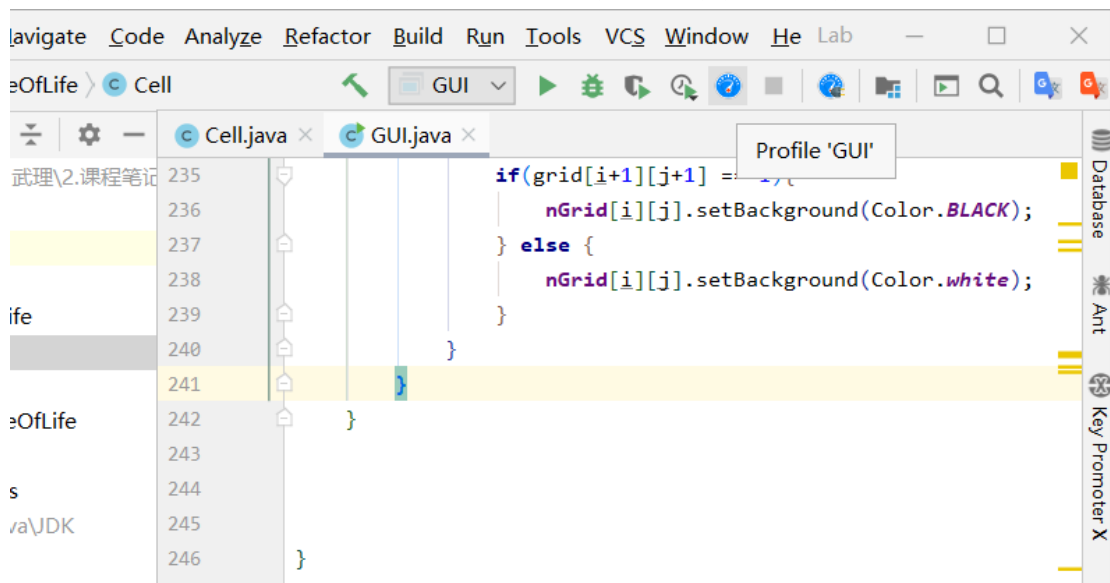 Navigate Code Analyze Refactor Build Run Tools VCS Window He Lab
eOfLife Cell GUI
Cell.java GUI.java
Profile 'GUI'
武理\2.课程笔记 235 if(grid[i+1][j+1] == 1){
236 nGrid[i][j].setBackground(Color.BLACK);
237 } else {
238 nGrid[i][j].setBackground(Color.white);
ife 239 }
240 }
241 }
eOfLife 242 }
243
s 244
va\JDK 245
246 }
Database
Ant
Key Promoter X